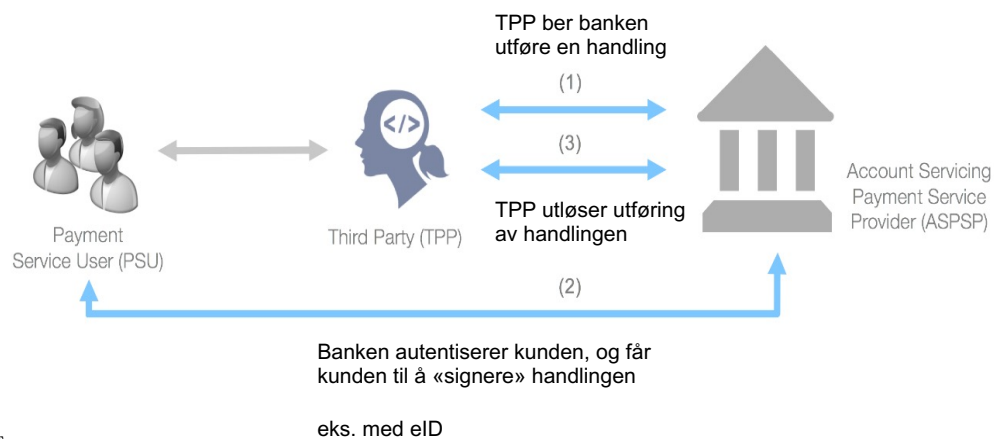 TPP ber banken
utføre en handling
(1)
</>
(3)
TPP utløser utføring
av handlingen
Payment
Service User (PSU)
Third Party (TPP)
Account Servicing
Payment Service
Provider (ASPSP)
(2)
Banken autentiserer kunden, og får
kunden til å «signere» handlingen
eks. med eID